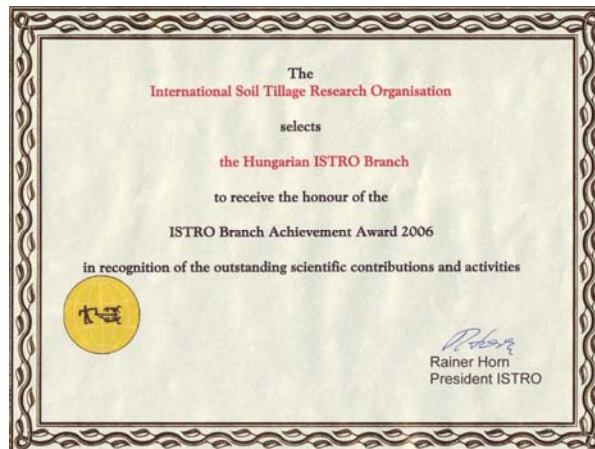 The
International Soil Tillage Research Organisation
selects
the Hungarian ISTRO Branch
to receive the honour of the
ISTRO Branch Achievement Award 2006
in recognition of the outstanding scientific contributions and activities
Rainer Horn
President ISTRO